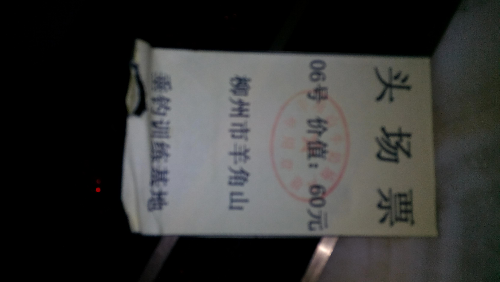 头场票
06号 价值：60元
柳州市羊角山
垂钓训练基地